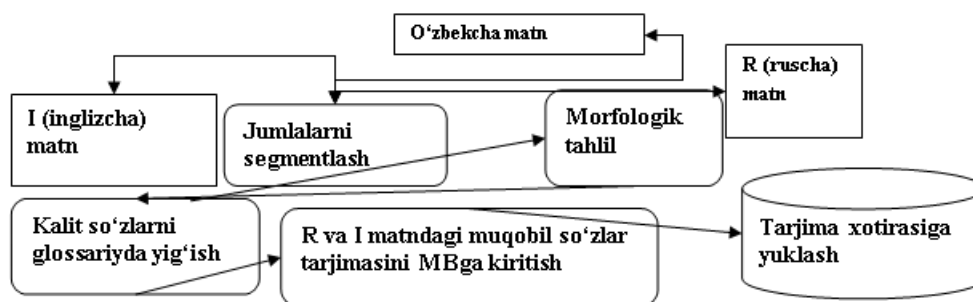 O‘zbekcha matn
R (ruscha)
matn
I (inglizcha)
matn
Jumlalarni
segmentlash
Morfologik
tahlil
Kalit so‘zlarni
glossariyda yig‘ish
R va I matndagi muqobil so‘zlar
tarjimasini MBga kiritish
Tarjima xotirasiga
yuklash